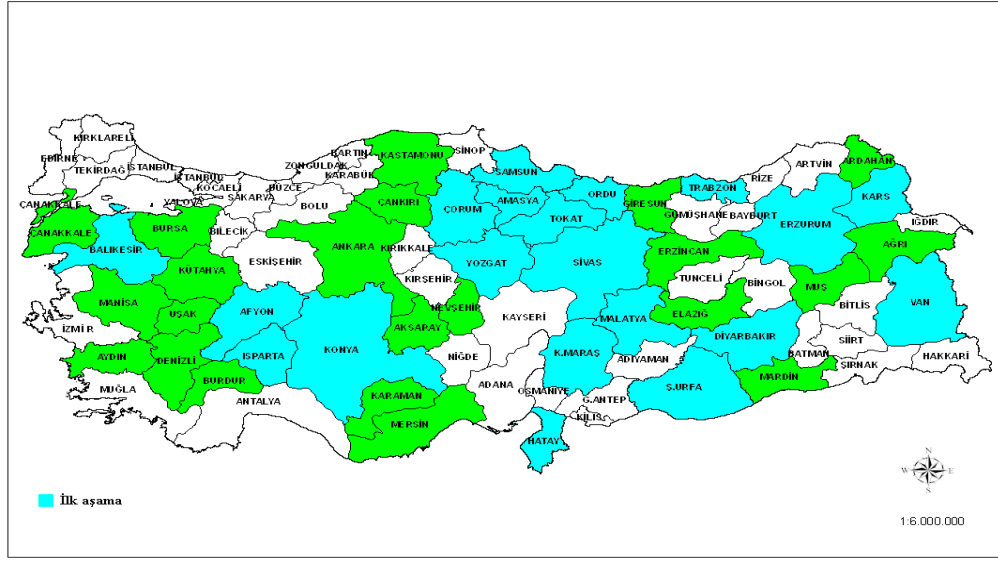 KIRKLARELİ
EDİRNE
TEKİRDAĞ
İSTANBUL
İSTANBUL
KOCAELİ
YALOVA
SAKARYA
DÜZCE
BOLU
ZONGULDAK
BARTIN
KARABÜK
KASTAMONU
SİNOP
SAMSUN
ORDU
GİRESUN
TRABZON
RİZE
ARTVİN
ARDAHAN
KARS
ÇANAKKALE
ÇANAKKALE
BALIKESİR
BURSA
BİLECİK
ESKİŞEHİR
ANKARA
ÇANKIRI
KIRIKKALE
ÇORUM
AMASYA
TOKAT
YOZGAT
SİVAS
GÜMÜŞHANE
BAYBURT
ERZURUM
IĞDIR
AĞRI
ERZİNCAN
TUNCELİ
BİNGOL
MUŞ
BİTLİS
VAN
KÜTAHYA
MANİSA
UŞAK
AFYON
İZMİR
AYDIN
DENİZLİ
ISPARTA
BURDUR
MUĞLA
ANTALYA
KONYA
KARAMAN
MERSİN
AKSARAY
NEVŞEHİR
KIRŞEHİR
KAYSERİ
NİĞDE
ADANA
OSMANİYE
K.MARAŞ
MALATYA
ELAZIĞ
ADIYAMAN
G.ANTEP
KİLİS
HATAY
Ş.URFA
DİYARBAKIR
MARDİN
BATMAN
SİİRT
ŞIRNAK
HAKKARİ
N
W
E
S
İlk aşama
1:6.000.000